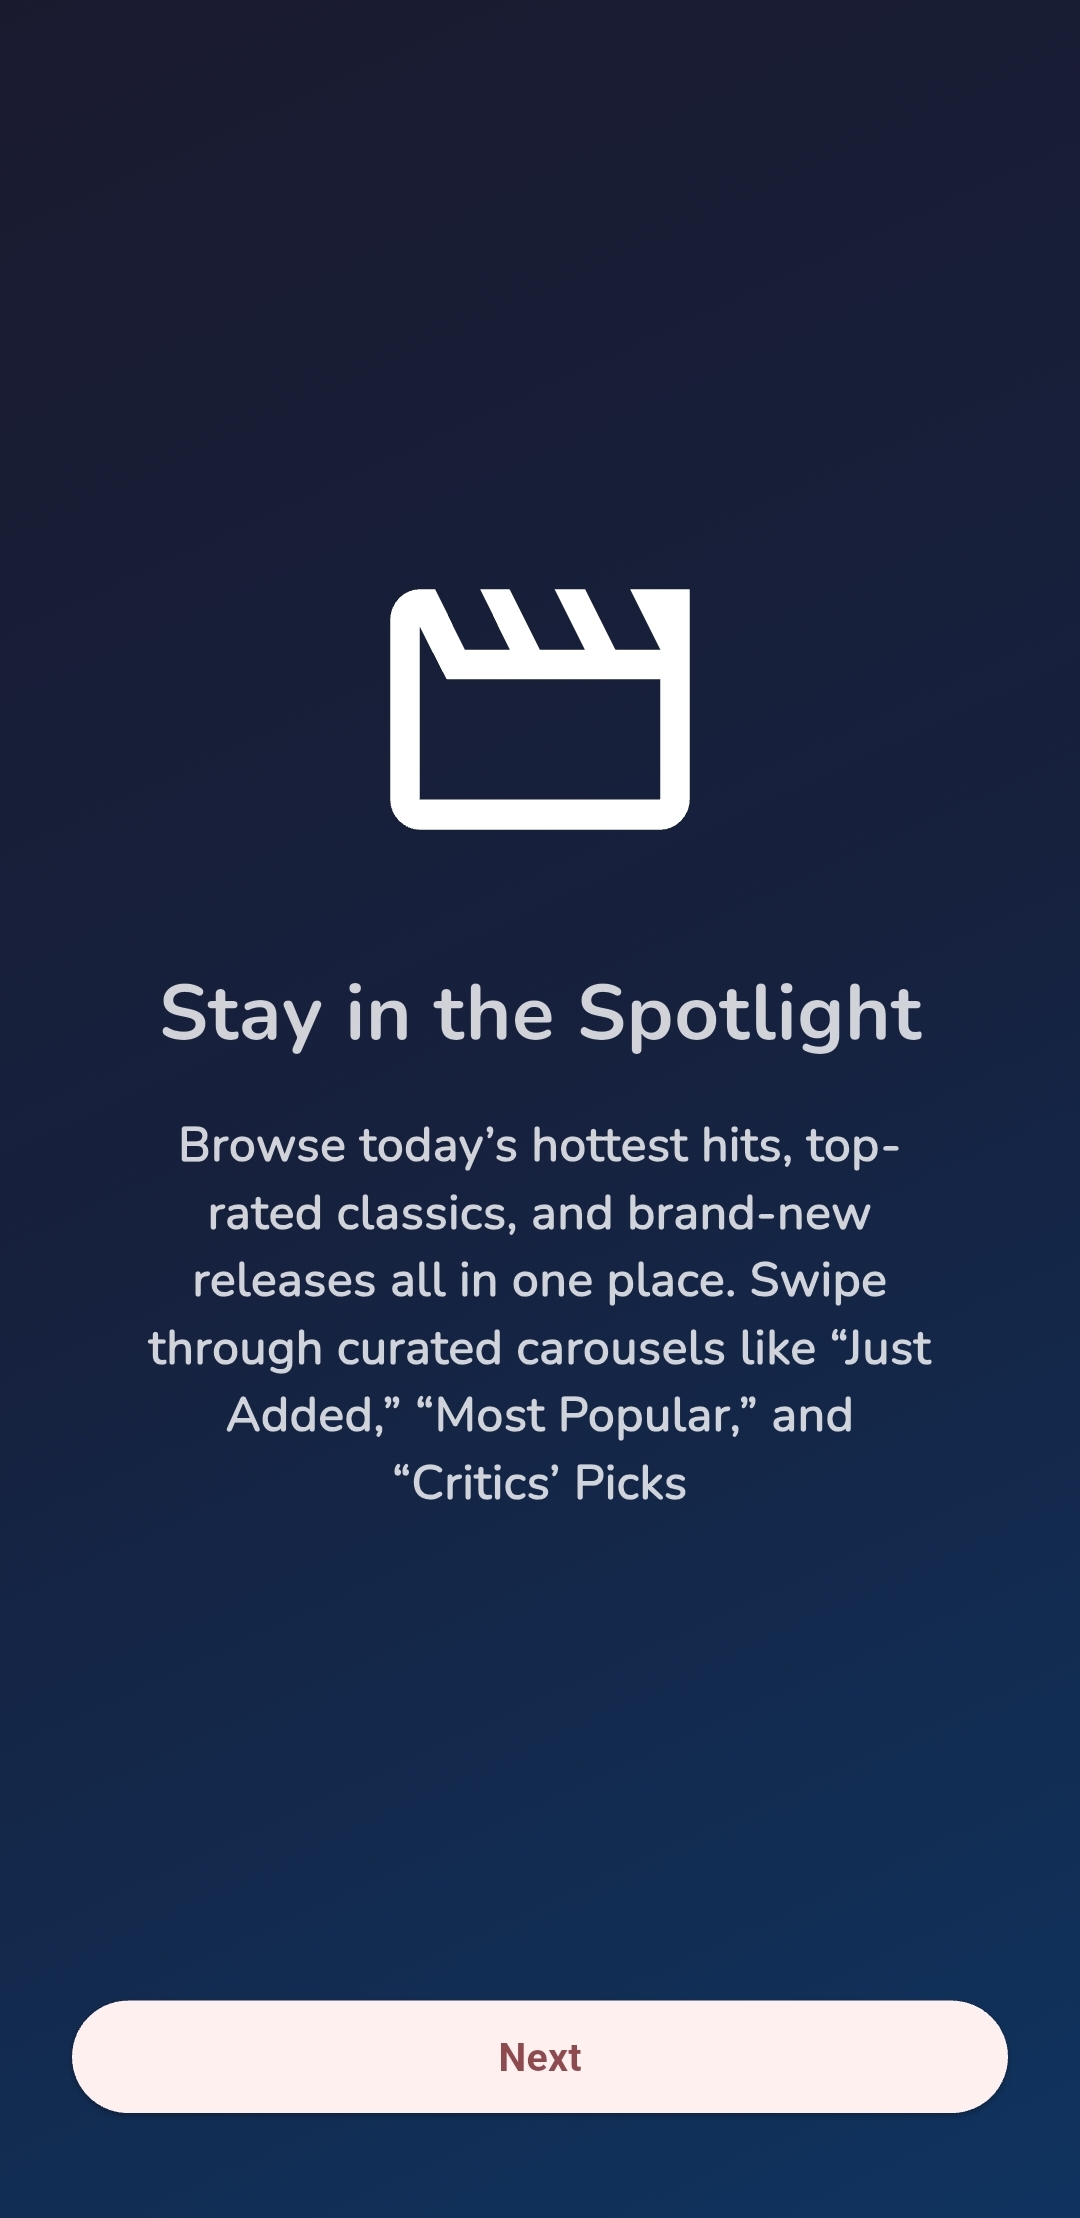 Stay in the Spotlight
Browse today’s hottest hits, top-
rated classics, and brand-new
releases all in one place. Swipe
through curated carousels like “Just
Added,” “Most Popular,” and
“Critics’ Picks
Next